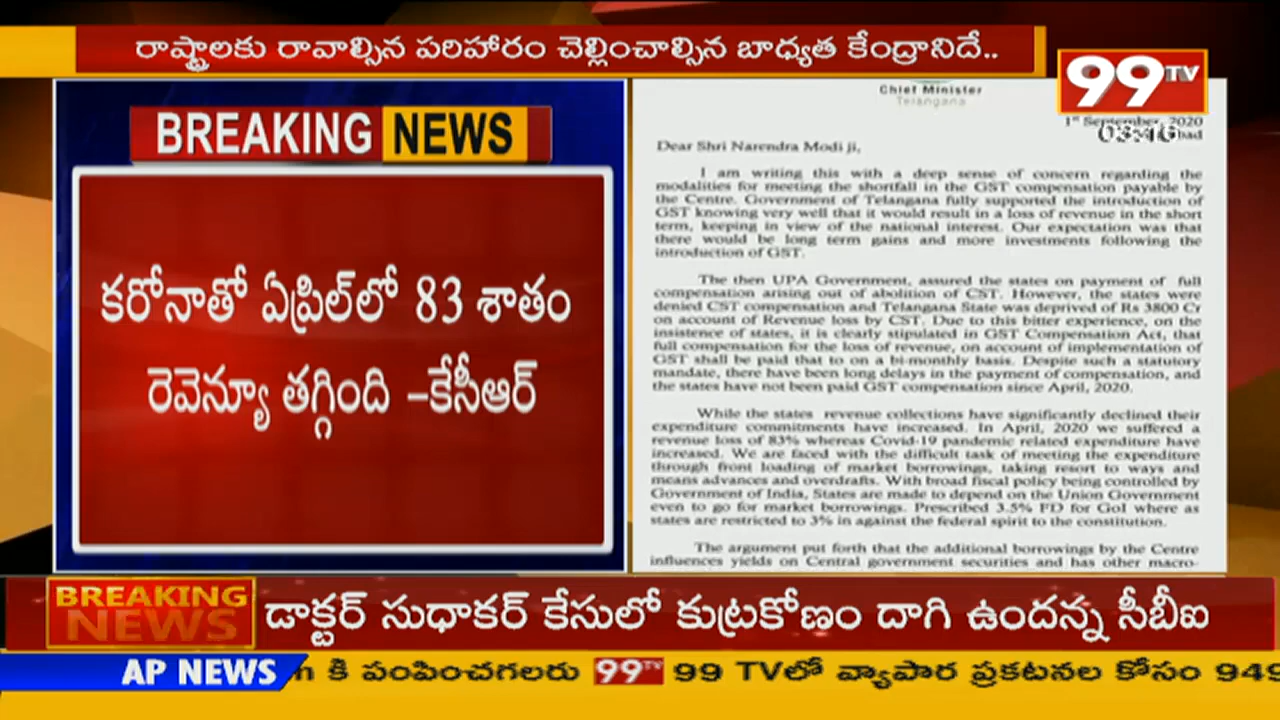 రాష్ట్రాలకు రావాల్సిన పరిహారం చెల్లించాల్సిన బాధ్యత కేంద్రానిదే..
99TV
BREAKING NEWS
కరోనాతో ఏప్రిల్‌లో 83 శాతం
రెవెన్యూ తగ్గింది -కేసీఆర్
Chief Minister
Telangana
1st September, 2020
03:16
Dear Shri Narendra Modi ji,
I am writing this with a deep sense of concern regarding the
modalities for meeting the shortfall in the GST compensation payable by
the Centre. Government of Telangana fully supported the introduction of
GST knowing very well that it would result in a loss of revenue in the short
term, keeping in view of the national interest. Our expectation was that
there would be long term gains and more investments following the
introduction of GST.
The then UPA Government, assured the states on payment of full
compensation arising out of abolition of CST. However, the states were
denied CST compensation and Telangana State was deprived of Rs 3800 Cr
on account of Revenue loss by CST. Due to this bitter experience, on the
insistence of states, it is clearly stipulated in GST Compensation Act, that
full compensation for the loss of revenue, on account of implementation of
GST shall be paid that to on a bi-monthly basis. Despite such a statutory
mandate, there have been long delays in the payment of compensation, and
the states have not been paid GST compensation since April, 2020.
While the states revenue collections have significantly declined their
expenditure commitments have increased. In April, 2020 we suffered a
revenue loss of 83% whereas Covid-19 pandemic related expenditure have
increased. We are faced with the difficult task of meeting the expenditure
through front loading of market borrowings, taking resort to ways and
means advances and overdrafts. With broad fiscal policy being controlled by
Government of India, States are made to depend on the Union Government
even to go for market borrowings. Prescribed 3.5% FD for GoI where as
states are restricted to 3% in against the federal spirit to the constitution.
The argument put forth that the additional borrowings by the Centre
influences yields on Central government securities and has other macro-
BREAKING
NEWS
డాక్టర్ సుధాకర్ కేసులో కుట్రకోణం దాగి ఉందన్న సీబీఐ
AP NEWS
కి పంపించగలరు 99TV 99 TVలో వ్యాపార ప్రకటనల కోసం 949